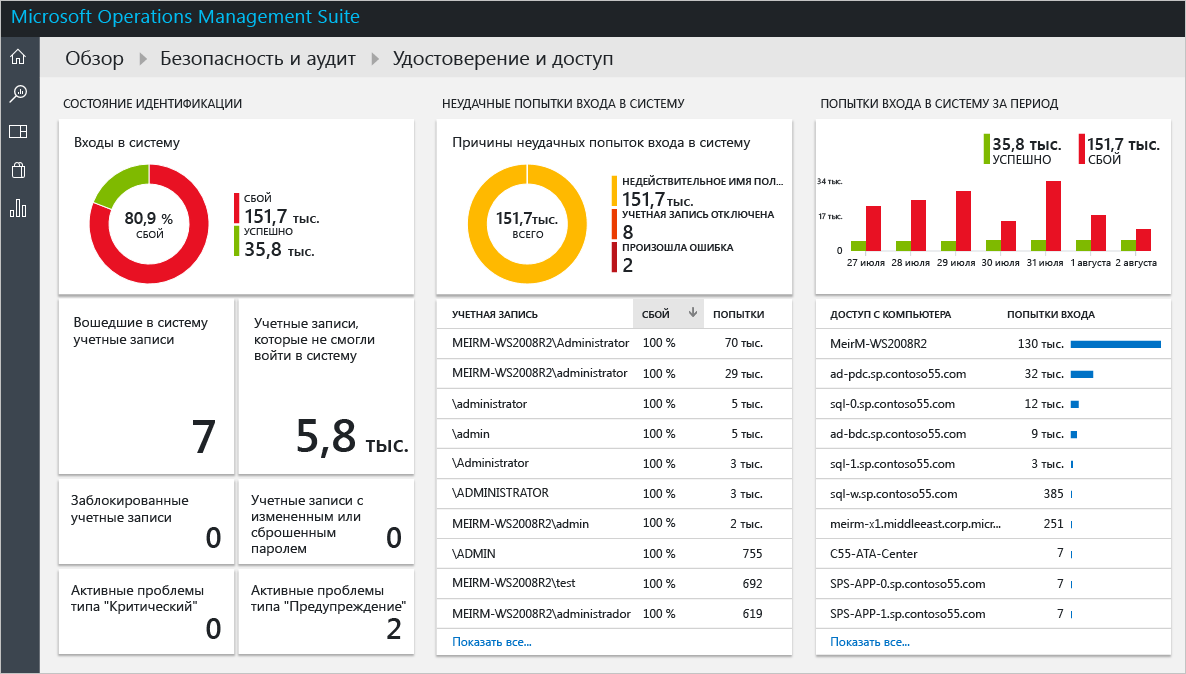 Microsoft Operations Management Suite
Обзор
Безопасность и аудит
Удостоверение и доступ
СОСТОЯНИЕ ИДЕНТИФИКАЦИИ
Входы в систему
80,9 %
СБОЙ
СБОЙ
151,7 тыс.
УСПЕШНО
35,8 тыс.
Вошедшие в систему
учетные записи
7
Учетные записи,
которые не смогли
войти в систему
5,8 тыс.
Заблокированные
учетные записи
0
Учетные записи с
измененным или
сброшенным
паролем
0
Активные проблемы
типа "Критический"
0
Активные проблемы
типа "Предупреждение"
2
НЕУДАЧНЫЕ ПОПЫТКИ ВХОДА В СИСТЕМУ
Причины неудачных попыток входа в систему
151,7тыс.
ВСЕГО
НЕДЕЙСТВИТЕЛЬНОЕ ИМЯ ПОЛ...
151,7тыс.
УЧЕТНАЯ ЗАПИСЬ ОТКЛЮЧЕНА
8
ПРОИЗОШЛА ОШИБКА
2
УЧЕТНАЯ ЗАПИСЬ СБОЙ ПОПЫТКИ
MEIRM-WS2008R2\Administrator 100 % 70 тыс.
MEIRM-WS2008R2\administrator 100 % 29 тыс.
\administrator 100 % 5 тыс.
\admin 100 % 5 тыс.
\Administrator 100 % 3 тыс.
\ADMINISTRATOR 100 % 3 тыс.
MEIRM-WS2008R2\admin 100 % 2 тыс.
\ADMIN 100 % 755
MEIRM-WS2008R2\test 100 % 692
MEIRM-WS2008R2\administrador 100 % 619
Показать все...
ПОПЫТКИ ВХОДА В СИСТЕМУ ЗА ПЕРИОД
35,8 тыс.
УСПЕШНО
151,7 тыс.
СБОЙ
34 тыс.
17 тыс.
0
27 июля 28 июля 29 июля 30 июля 31 июля 1 августа 2 августа
ДОСТУП С КОМПЬЮТЕРА ПОПЫТКИ ВХОДА
MeirM-WS2008R2 130 тыс.
ad-pdc.sp.contoso55.com 32 тыс.
sql-0.sp.contoso55.com 12 тыс.
ad-bdc.sp.contoso55.com 9 тыс.
sql-1.sp.contoso55.com 3 тыс.
sql-w.sp.contoso55.com 385
meirm-x1.middleeast.corp.micr... 251
C55-ATA-Center 7
SPS-APP-0.sp.contoso55.com 7
SPS-APP-1.sp.contoso55.com 7
Показать все...